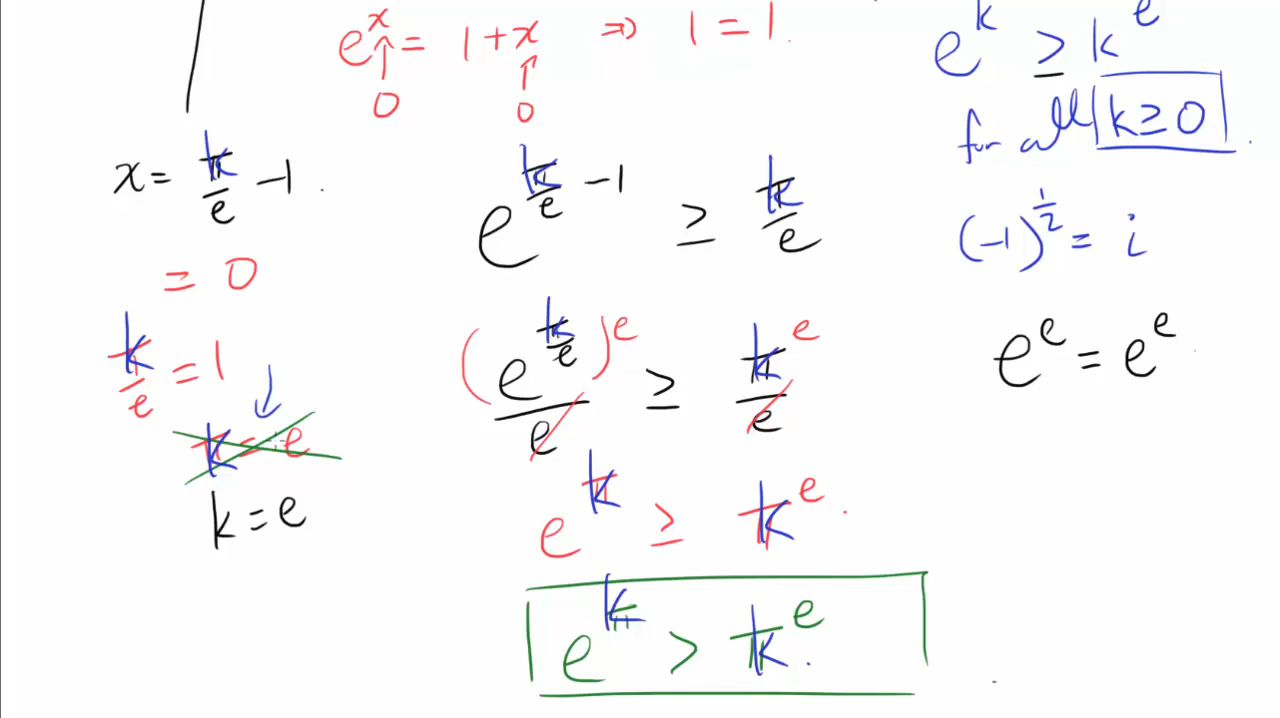 e^x = 1 + x ⇒ 1 = 1.
↑ ↑
0 0
e^k ≥ k^e
for all k ≥ 0.
x = k/e - 1.
e^(k/e - 1) ≥ k/e
(-1)^(1/2) = i
= 0
k/e = 1
(e^(k/e))^e / e ≥ k^e / e
e^e = e^e
k = e
k = e
e^k ≥ k^e.
e^k > k^e.